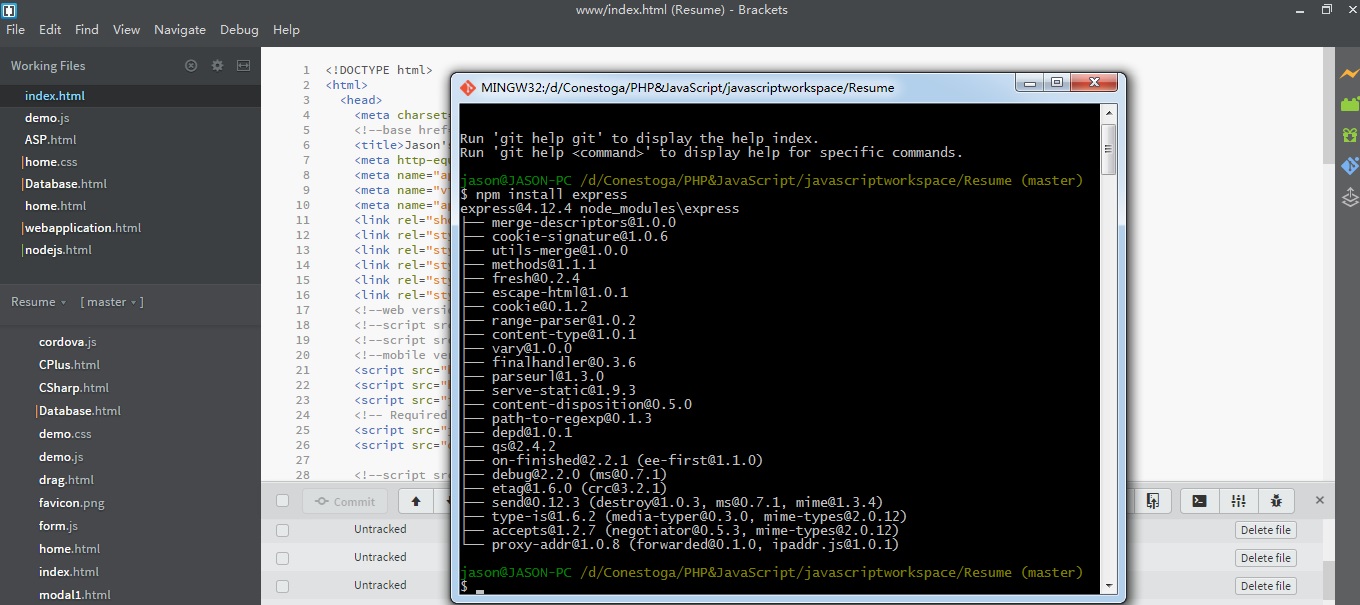 www/index.html (Resume) - Brackets
File Edit Find View Navigate Debug Help
Working Files
index.html
demo.js
ASP.html
home.css
Database.html
home.html
webapplication.html
nodejs.html
Resume [ master ]
cordova.js
CPlus.html
CSharp.html
Database.html
demo.css
demo.js
drag.html
favicon.png
form.js
home.html
index.html
modal1.html
1 <!DOCTYPE html>
2 <html>
3 <head>
4 <meta charset=
5 <!--base href
6 <title>Jason's
7 <meta http-equ
8 <meta name="ap
9 <meta name="v
10 <meta name="ap
11 <link rel="sho
12 <link rel="sty
13 <link rel="sty
14 <link rel="sty
15 <link rel="sty
16 <link rel="sty
17 <!--web versi
18 <!--script src
19 <!--script src
20 <!--mobile ve
21 <script src="
22 <script src="
23 <script src="
24 <!-- Required
25 <script src="
26 <script src="
27
28 <!--script src
MINGW32:/d/Conestoga/PHP&JavaScript/javascriptworkspace/Resume
Run 'git help git' to display the help index.
Run 'git help <command>' to display help for specific commands.
jason@JASON-PC /d/Conestoga/PHP&JavaScript/javascriptworkspace/Resume (master)
$ npm install express
express@4.12.4 node_modules\express
├── merge-descriptors@1.0.0
├── cookie-signature@1.0.6
├── utils-merge@1.0.0
├── methods@1.1.1
├── fresh@0.2.4
├── escape-html@1.0.1
├── cookie@0.1.2
├── range-parser@1.0.2
├── content-type@1.0.1
├── vary@1.0.0
├── finalhandler@0.3.6
├── parseurl@1.3.0
├── serve-static@1.9.3
├── content-disposition@0.5.0
├── path-to-regexp@0.1.3
├── depd@1.0.1
├── qs@2.4.2
├── on-finished@2.2.1 (ee-first@1.1.0)
├── debug@2.2.0 (ms@0.7.1)
├── etag@1.6.0 (crc@3.2.1)
├── send@0.12.3 (destroy@1.0.3, ms@0.7.1, mime@1.3.4)
├── type-is@1.6.2 (media-typer@0.3.0, mime-types@2.0.12)
├── accepts@1.2.7 (negotiator@0.5.3, mime-types@2.0.12)
└── proxy-addr@1.0.8 (forwarded@0.1.0, ipaddr.js@1.0.1)
jason@JASON-PC /d/Conestoga/PHP&JavaScript/javascriptworkspace/Resume (master)
$
Commit
Untracked Delete file
Untracked Delete file
Untracked Delete file